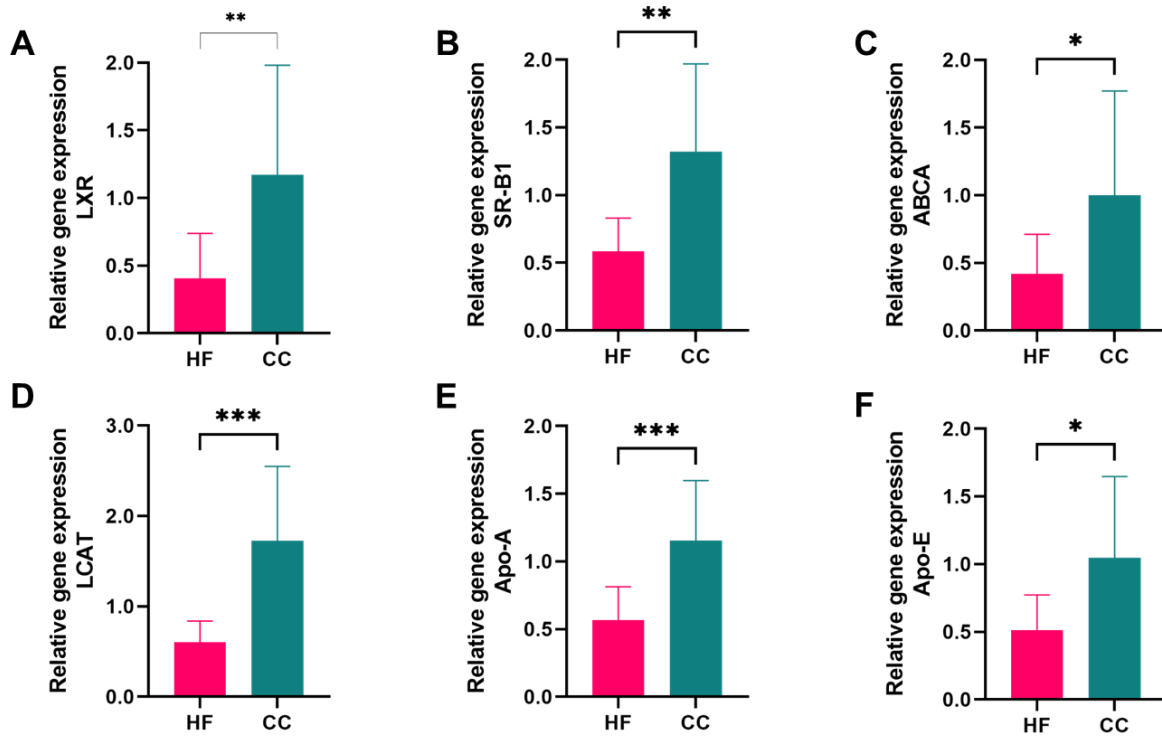 A
**
Relative gene expression
LXR
2.0
1.5
1.0
0.5
0.0
HF CC
B
**
Relative gene expression
SR-B1
2.0
1.5
1.0
0.5
0.0
HF CC
C
*
Relative gene expression
ABCA
2.0
1.5
1.0
0.5
0.0
HF CC
D
***
Relative gene expression
LCAT
3.0
2.0
1.0
0.0
HF CC
E
***
Relative gene expression
Apo-A
2.0
1.5
1.0
0.5
0.0
HF CC
F
*
Relative gene expression
Apo-E
2.0
1.5
1.0
0.5
0.0
HF CC